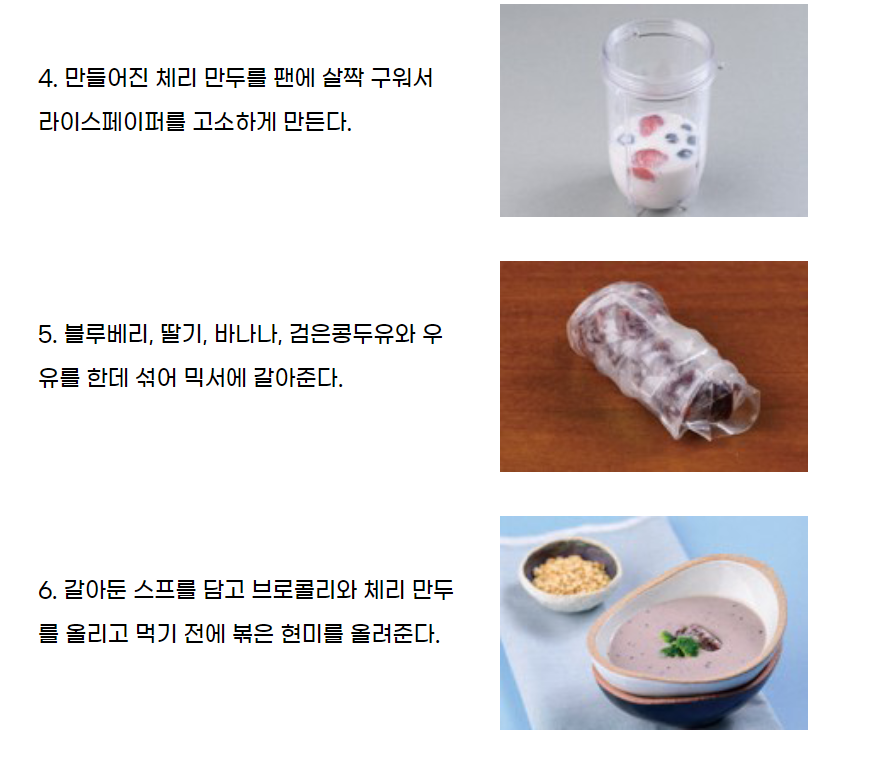 4. 만들어진 체리 만두를 팬에 살짝 구워서
라이스페이퍼를 고소하게 만든다.
5. 블루베리, 딸기, 바나나, 검은콩두유와 우
유를 한데 섞어 믹서에 갈아준다.
6. 갈아둔 스프를 담고 브로콜리와 체리 만두
를 올리고 먹기 전에 볶은 현미를 올려준다.